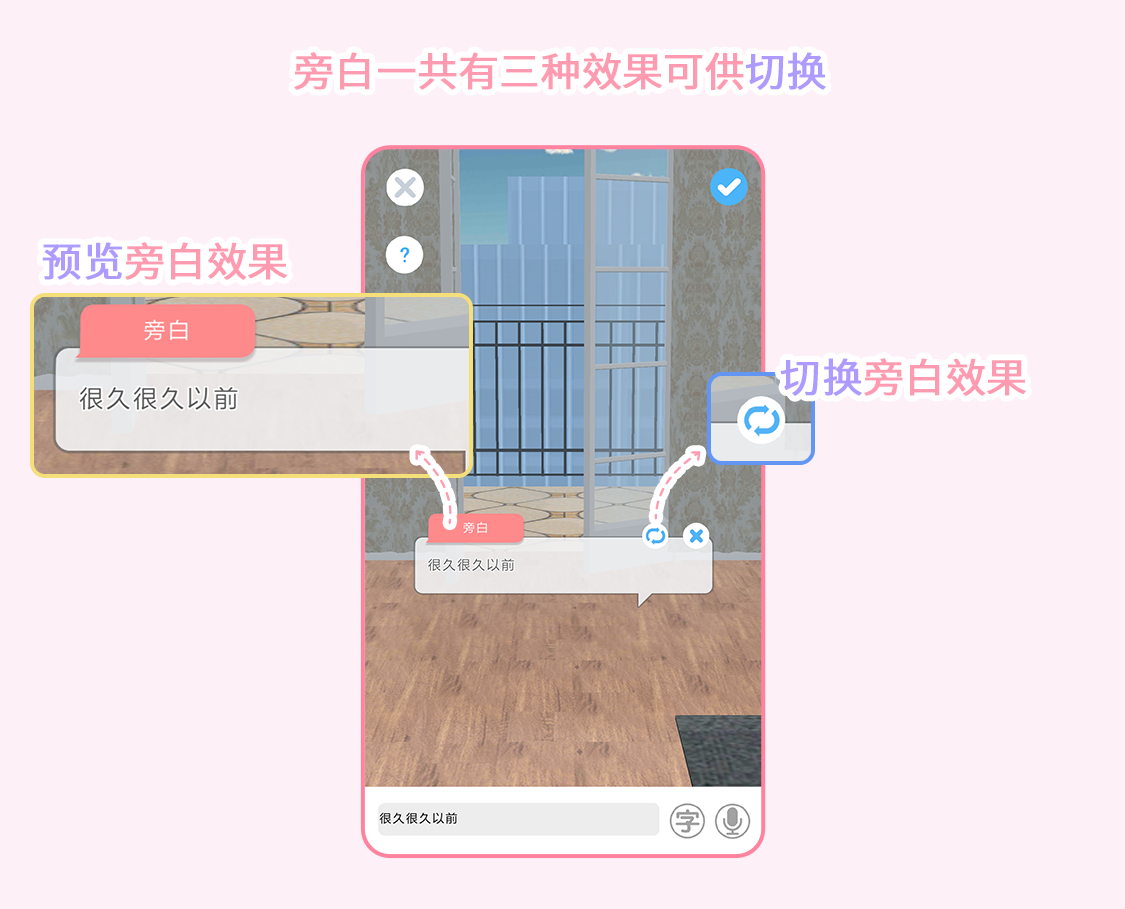 旁白一共有三种效果可供切换
?
预览旁白效果
旁白
很久很久以前
切换旁白效果
旁白
很久很久以前
很久很久以前
字